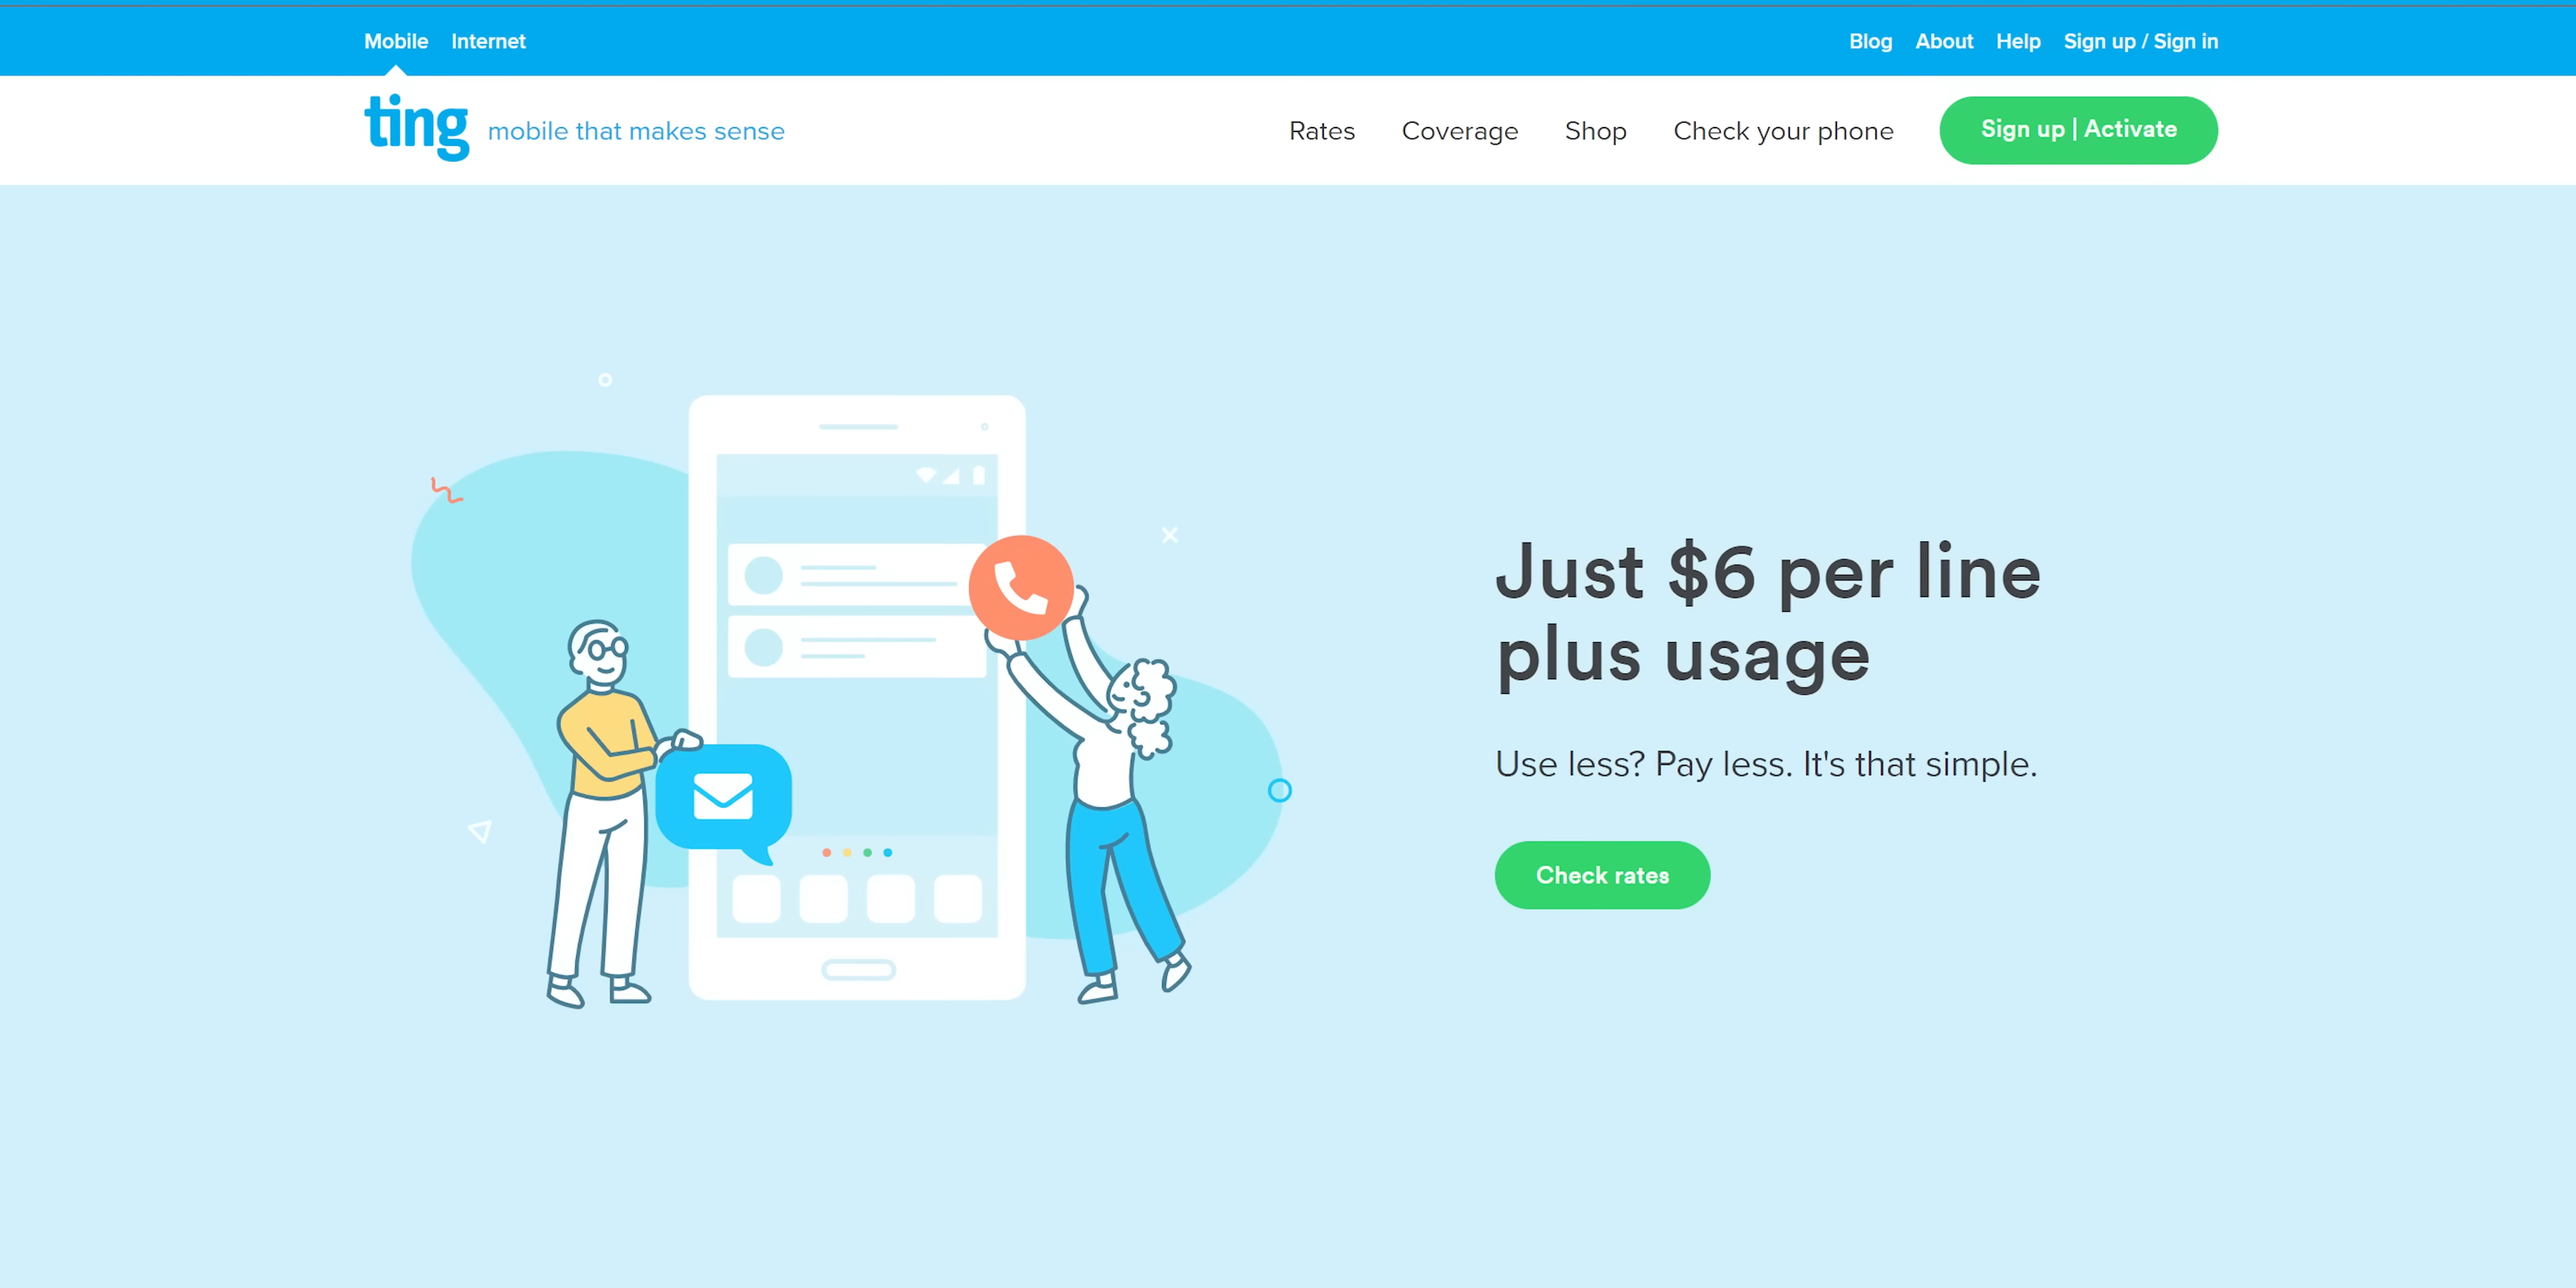 Mobile Internet Blog About Help Sign up / Sign in
ting mobile that makes sense Rates Coverage Shop Check your phone Sign up | Activate
Just $6 per line
plus usage
Use less? Pay less. It's that simple.
Check rates